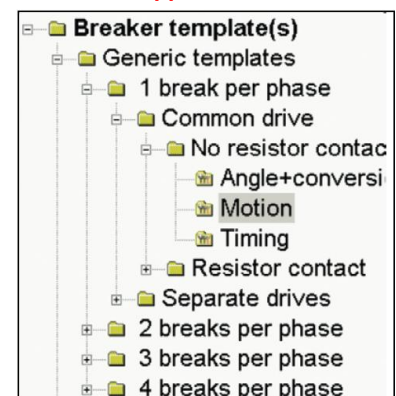 Breaker template(s)
Generic templates
1 break per phase
Common drive
No resistor contac
Angle+conversi
Motion
Timing
Resistor contact
Separate drives
2 breaks per phase
3 breaks per phase
4 breaks per phase